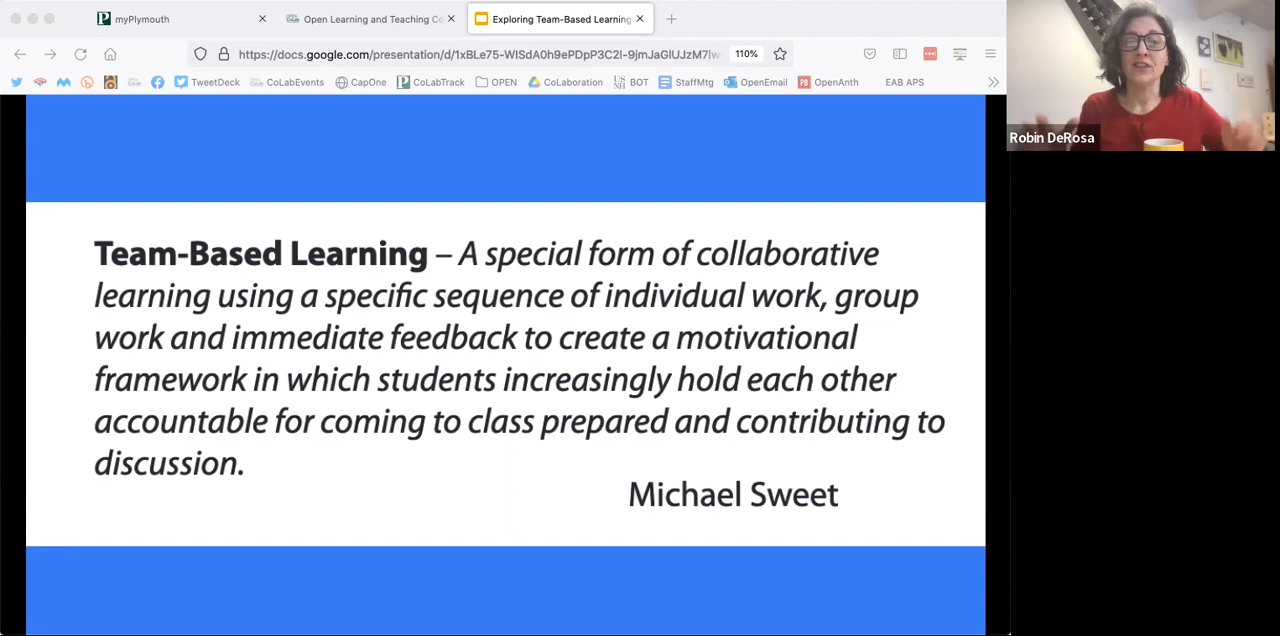 myPlymouth
Open Learning and Teaching Co
Exploring Team-Based Learning
https://docs.google.com/presentation/d/1xBLe75-WISdA0h9ePDpP3C2I-9jmJaGlUJzM7lw
110%
TweetDeck
CoLabEvents
CapOne
CoLabTrack
OPEN
CoLaboration
BOT
StaffMtg
OpenEmail
OpenAnth
EAB APS
Robin DeRosa
Team-Based Learning – A special form of collaborative
learning using a specific sequence of individual work, group
work and immediate feedback to create a motivational
framework in which students increasingly hold each other
accountable for coming to class prepared and contributing to
discussion.
Michael Sweet